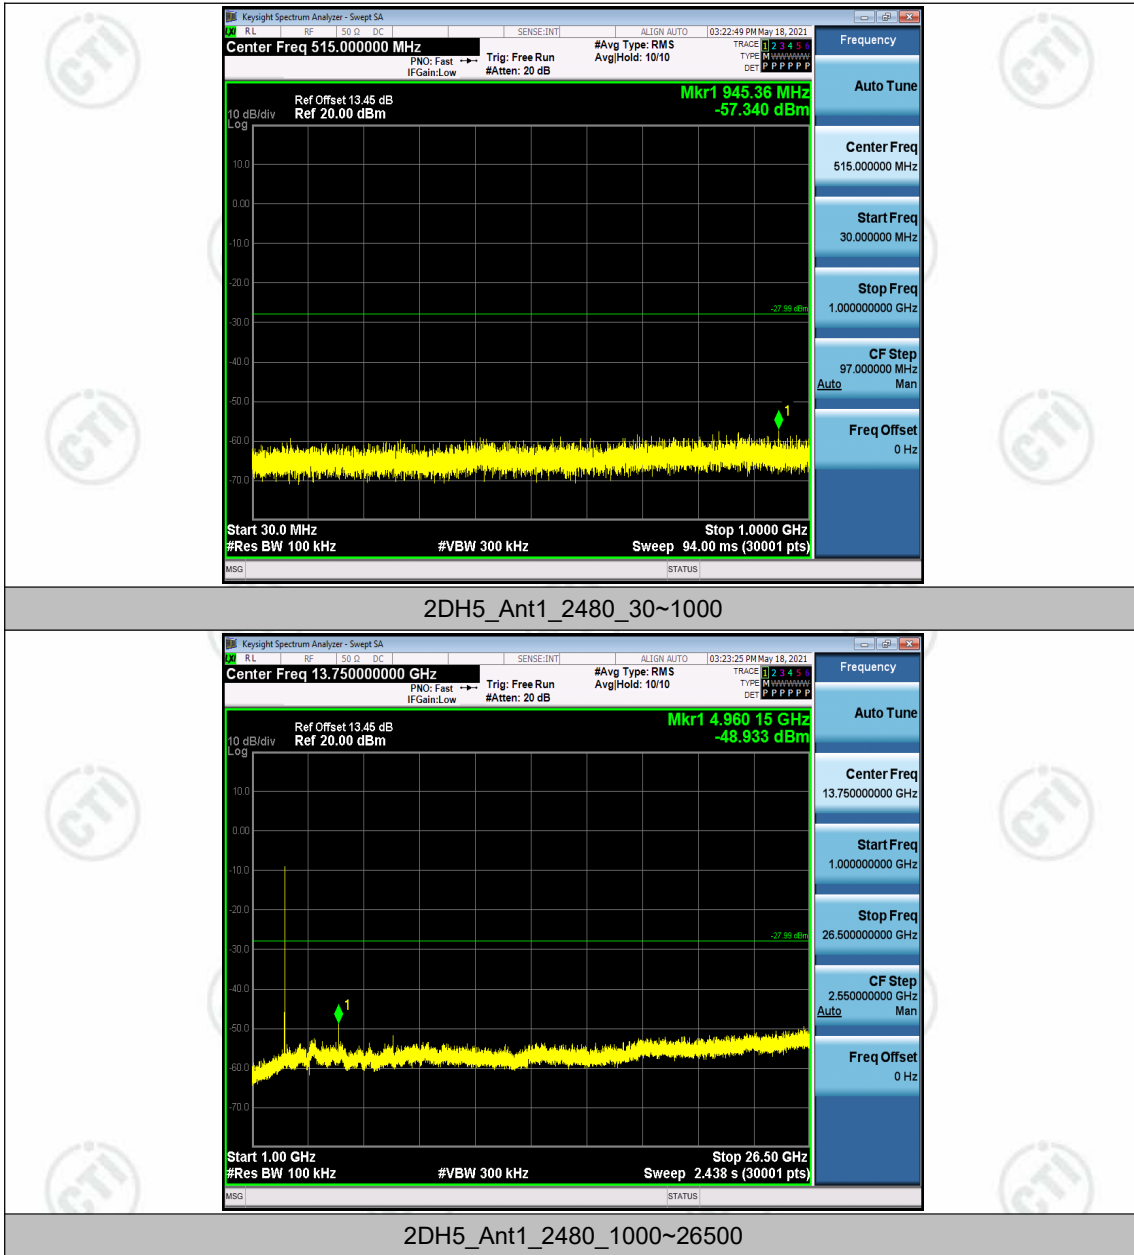 Keysight Spectrum Analyzer - Swept SA
LXI RL RF 50 Ω DC SENSE:INT ALIGN AUTO 03:22:49 PM May 18, 2021
Center Freq 515.000000 MHz
PNO: Fast
IFGain:Low
Trig: Free Run
#Atten: 20 dB
#Avg Type: RMS
Avg|Hold: 10/10
TRACE 1 2 3 4 5 6
TYPE M WWWWW
DET P P P P P P
Mkr1 945.36 MHz
-57.340 dBm
Ref Offset 13.45 dB
10 dB/div Ref 20.00 dBm
Log
10.0
0.00
-10.0
-20.0
-27.99 dBm
-30.0
-40.0
-50.0
1
-60.0
-70.0
Start 30.0 MHz Stop 1.0000 GHz
#Res BW 100 kHz #VBW 300 kHz Sweep 94.00 ms (30001 pts)
MSG STATUS
Frequency
Auto Tune
Center Freq
515.000000 MHz
Start Freq
30.000000 MHz
Stop Freq
1.000000000 GHz
CF Step
97.000000 MHz
Auto Man
Freq Offset
0 Hz
2DH5_Ant1_2480_30~1000
Keysight Spectrum Analyzer - Swept SA
LXI RL RF 50 Ω DC SENSE:INT ALIGN AUTO 03:23:25 PM May 18, 2021
Center Freq 13.750000000 GHz
PNO: Fast
IFGain:Low
Trig: Free Run
#Atten: 20 dB
#Avg Type: RMS
Avg|Hold: 10/10
TRACE 1 2 3 4 5 6
TYPE M WWWWW
DET P P P P P P
Mkr1 4.960 15 GHz
-48.933 dBm
Ref Offset 13.45 dB
10 dB/div Ref 20.00 dBm
Log
10.0
0.00
-10.0
-20.0
-27.99 dBm
-30.0
-40.0
1
-50.0
-60.0
-70.0
Start 1.00 GHz Stop 26.50 GHz
#Res BW 100 kHz #VBW 300 kHz Sweep 2.438 s (30001 pts)
MSG STATUS
Frequency
Auto Tune
Center Freq
13.750000000 GHz
Start Freq
1.000000000 GHz
Stop Freq
26.500000000 GHz
CF Step
2.550000000 GHz
Auto Man
Freq Offset
0 Hz
2DH5_Ant1_2480_1000~26500
CTI
CTI
CTI
CTI
CTI
CTI
CTI
CTI